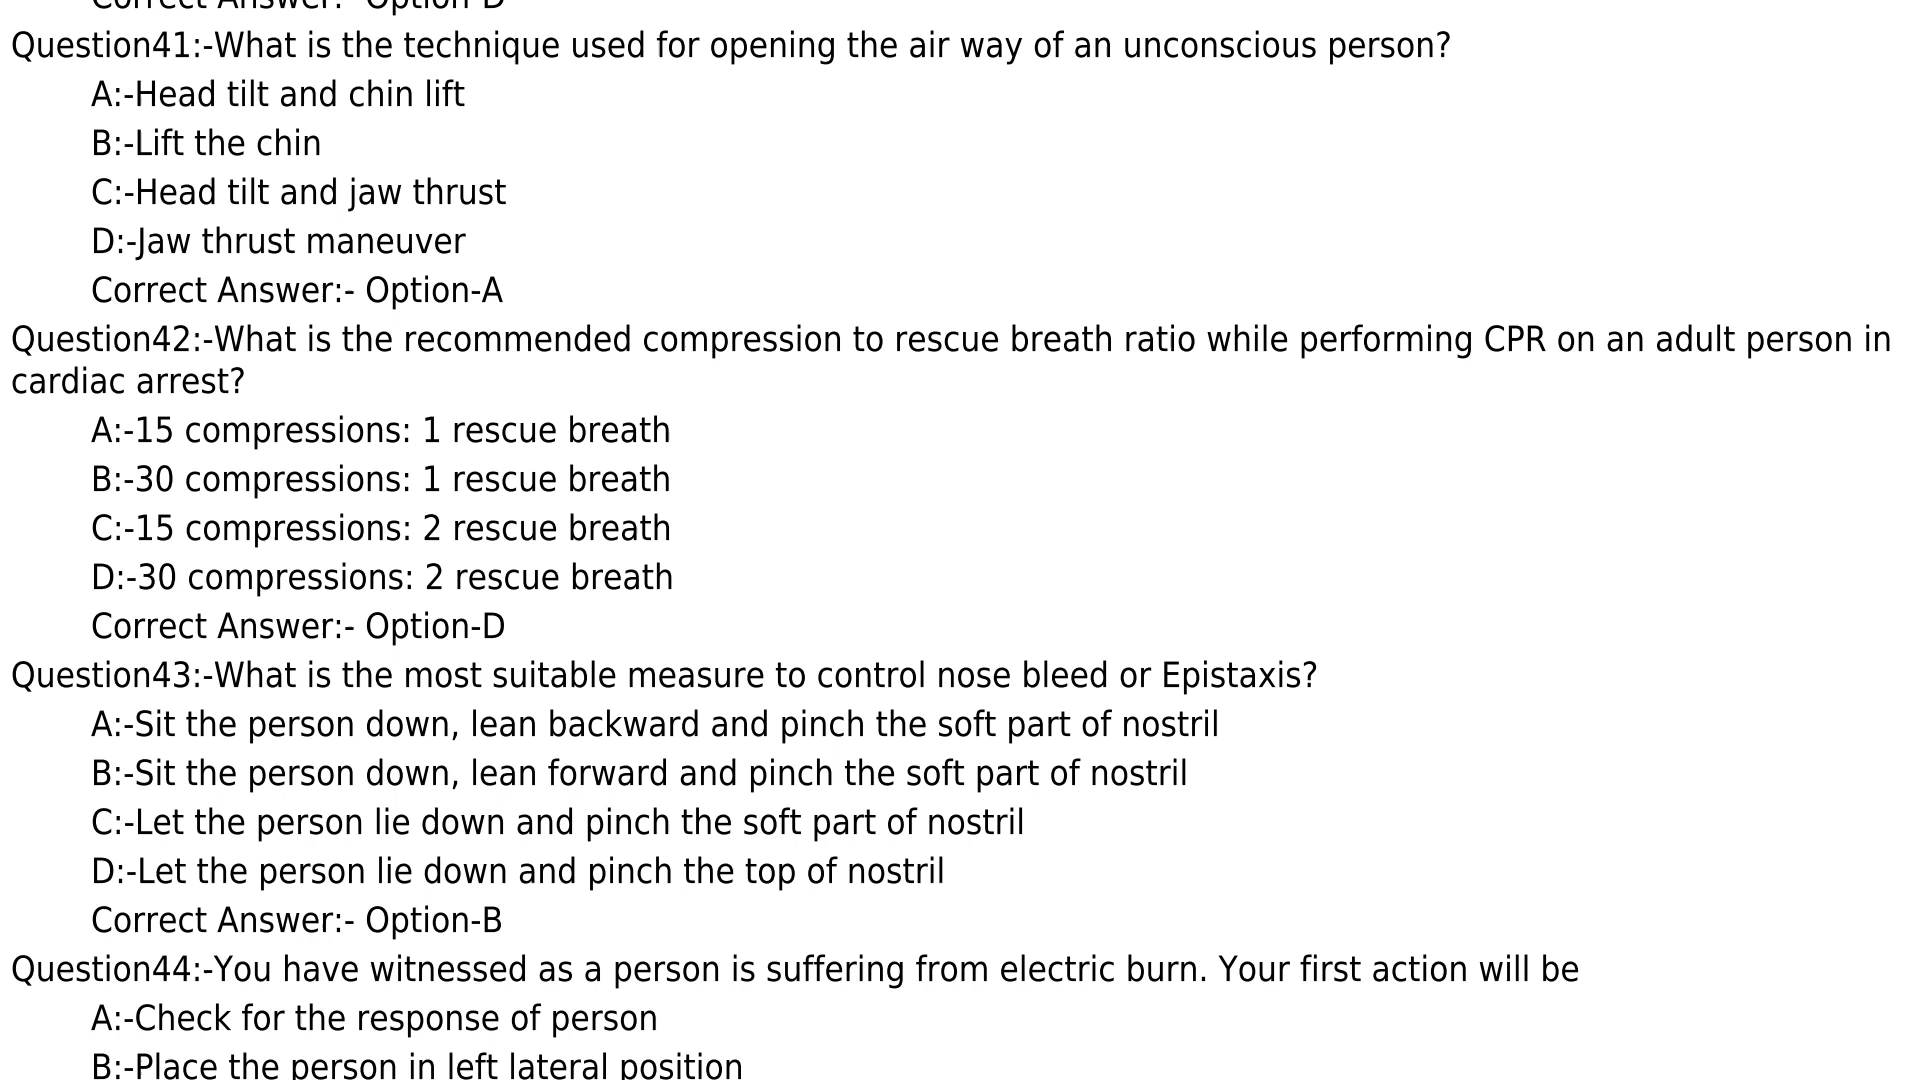 Correct Answer:- Option-D
Question41:-What is the technique used for opening the air way of an unconscious person?
A:-Head tilt and chin lift
B:-Lift the chin
C:-Head tilt and jaw thrust
D:-Jaw thrust maneuver
Correct Answer:- Option-A
Question42:-What is the recommended compression to rescue breath ratio while performing CPR on an adult person in
cardiac arrest?
A:-15 compressions: 1 rescue breath
B:-30 compressions: 1 rescue breath
C:-15 compressions: 2 rescue breath
D:-30 compressions: 2 rescue breath
Correct Answer:- Option-D
Question43:-What is the most suitable measure to control nose bleed or Epistaxis?
A:-Sit the person down, lean backward and pinch the soft part of nostril
B:-Sit the person down, lean forward and pinch the soft part of nostril
C:-Let the person lie down and pinch the soft part of nostril
D:-Let the person lie down and pinch the top of nostril
Correct Answer:- Option-B
Question44:-You have witnessed as a person is suffering from electric burn. Your first action will be
A:-Check for the response of person
B:-Place the person in left lateral position